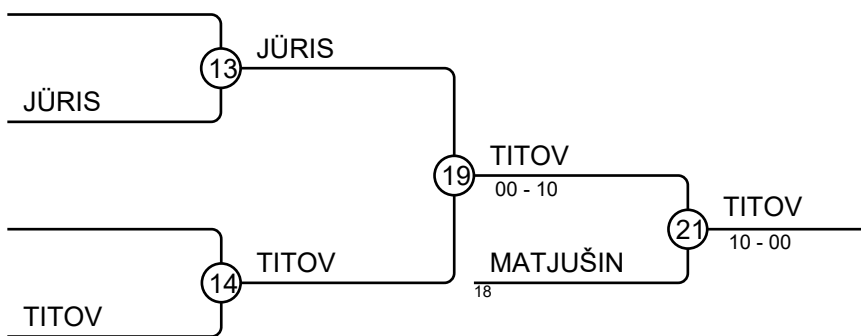 JÜRIS
13
JÜRIS
TITOV
19
00 - 10
TITOV
21
10 - 00
TITOV
14
MATJUŠIN
18
TITOV